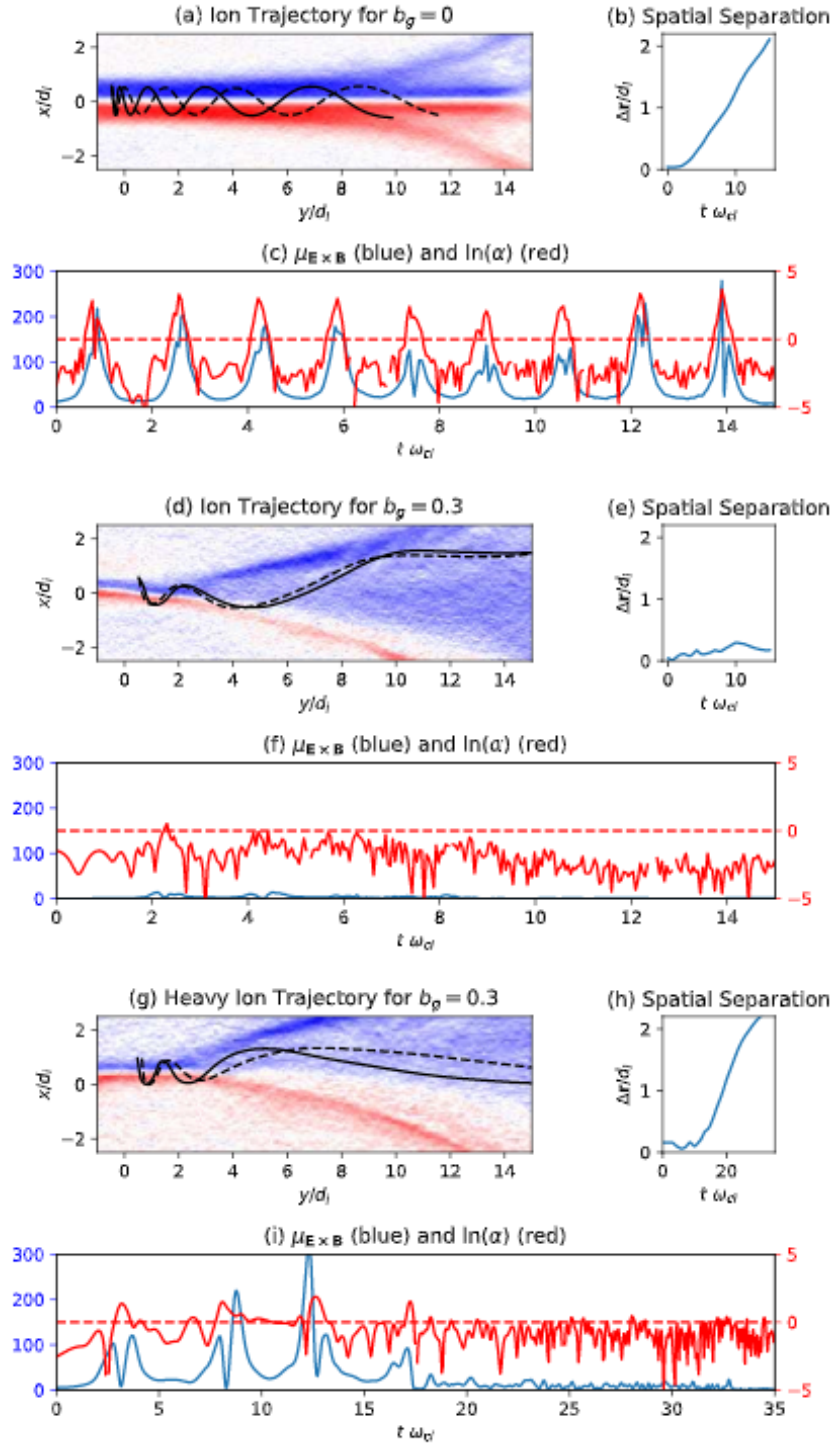 (a) Ion Trajectory for b_g = 0
(b) Spatial Separation
x/d_i
2
0
−2
0 2 4 6 8 10 12 14
y/d_i
Δr/d_i
2
1
0
0 10
t ω_ci
(c) μ_E×B (blue) and ln(α) (red)
300
200
100
0
5
0
−5
0 2 4 6 8 10 12 14
t ω_ci
(d) Ion Trajectory for b_g = 0.3
(e) Spatial Separation
x/d_i
2
0
−2
0 2 4 6 8 10 12 14
y/d_i
Δr/d_i
2
1
0
0 10
t ω_ci
(f) μ_E×B (blue) and ln(α) (red)
300
200
100
0
5
0
−5
0 2 4 6 8 10 12 14
t ω_ci
(g) Heavy Ion Trajectory for b_g = 0.3
(h) Spatial Separation
x/d_i
2
0
−2
0 2 4 6 8 10 12 14
y/d_i
Δr/d_i
2
1
0
0 20
t ω_ci
(i) μ_E×B (blue) and ln(α) (red)
300
200
100
0
5
0
−5
0 5 10 15 20 25 30 35
t ω_ci